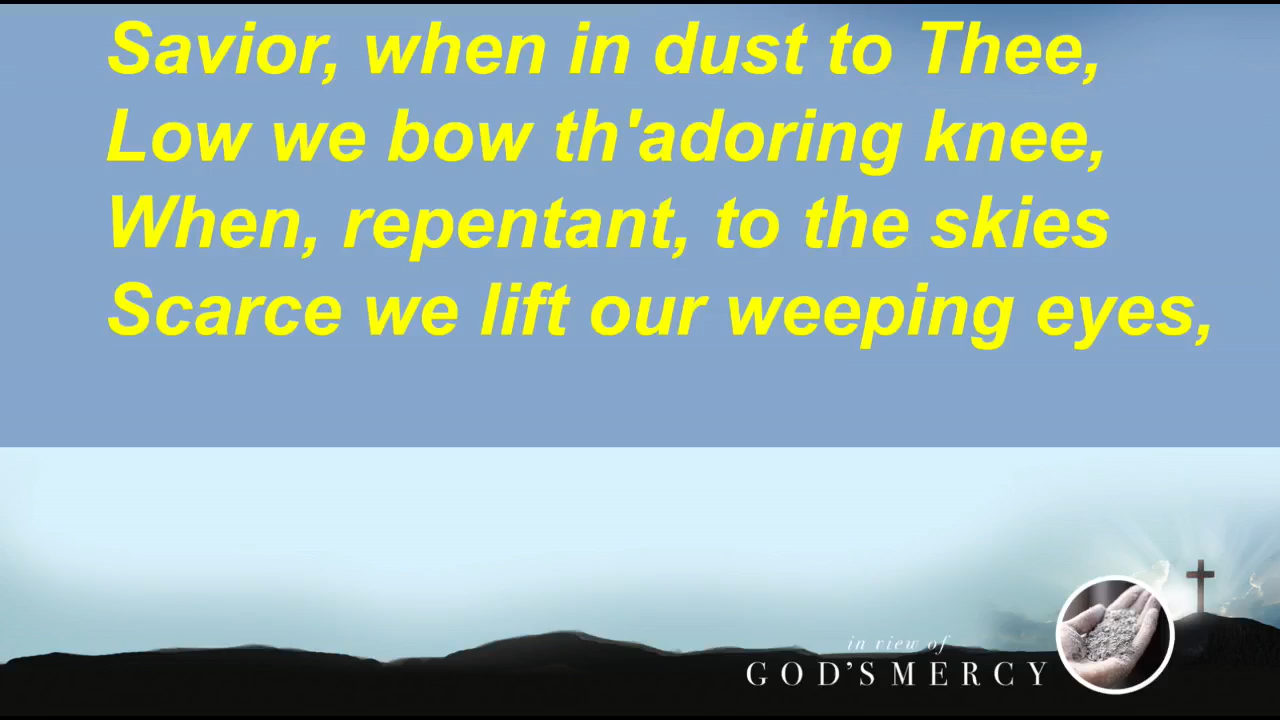 Savior, when in dust to Thee,
Low we bow th'adoring knee,
When, repentant, to the skies
Scarce we lift our weeping eyes,
in view of
GOD'S MERCY